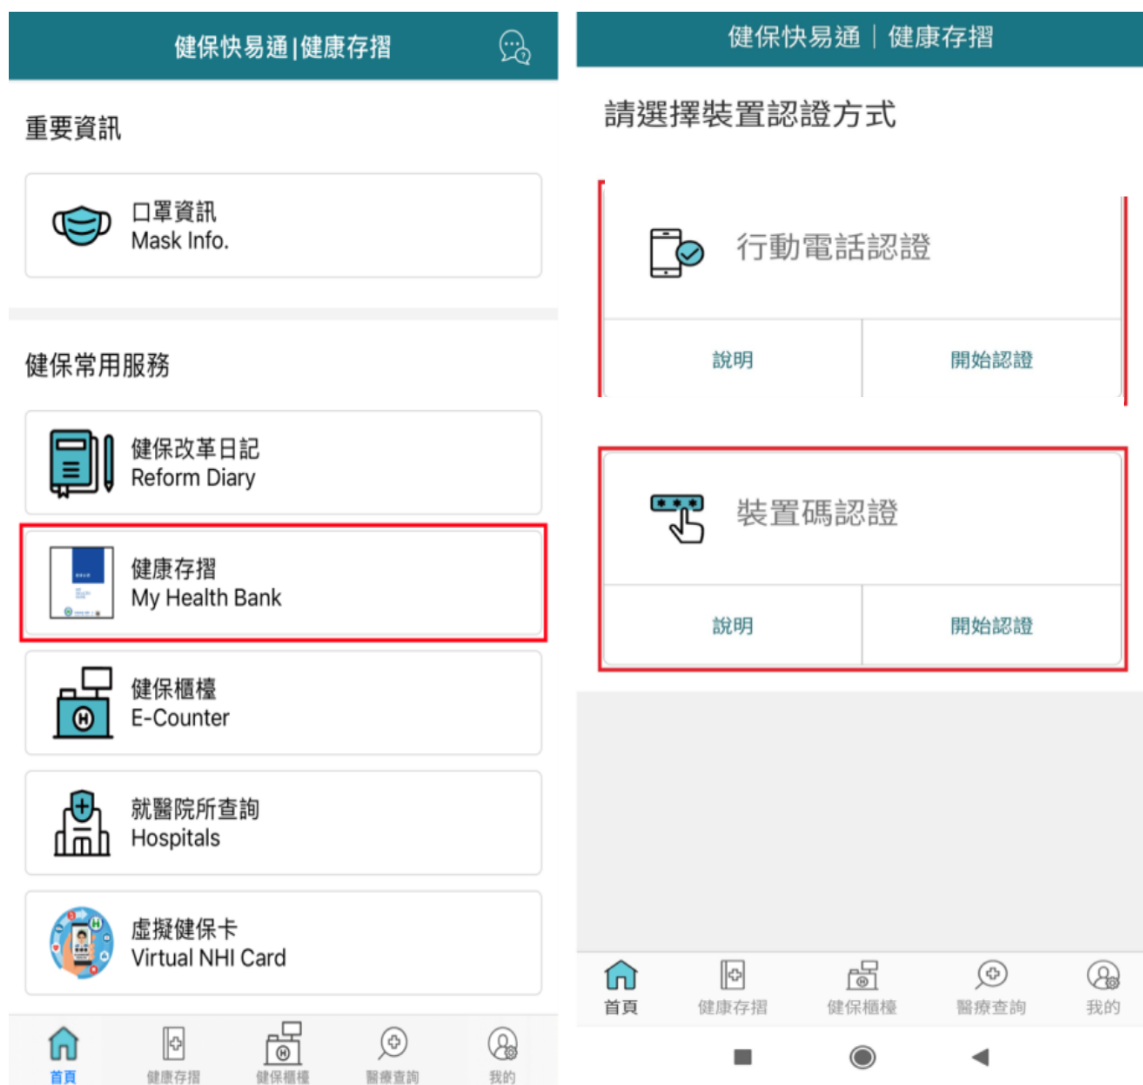 健保快易通|健康存摺
重要資訊
口罩資訊
Mask Info.
健保常用服務
健保改革日記
Reform Diary
健康存摺
My Health Bank
健保櫃檯
E-Counter
就醫院所查詢
Hospitals
虛擬健保卡
Virtual NHI Card
首頁 健康存摺 健保櫃檯 醫療查詢 我的
健保快易通｜健康存摺
請選擇裝置認證方式
行動電話認證
說明 開始認證
***
裝置碼認證
說明 開始認證
首頁 健康存摺 健保櫃檯 醫療查詢 我的